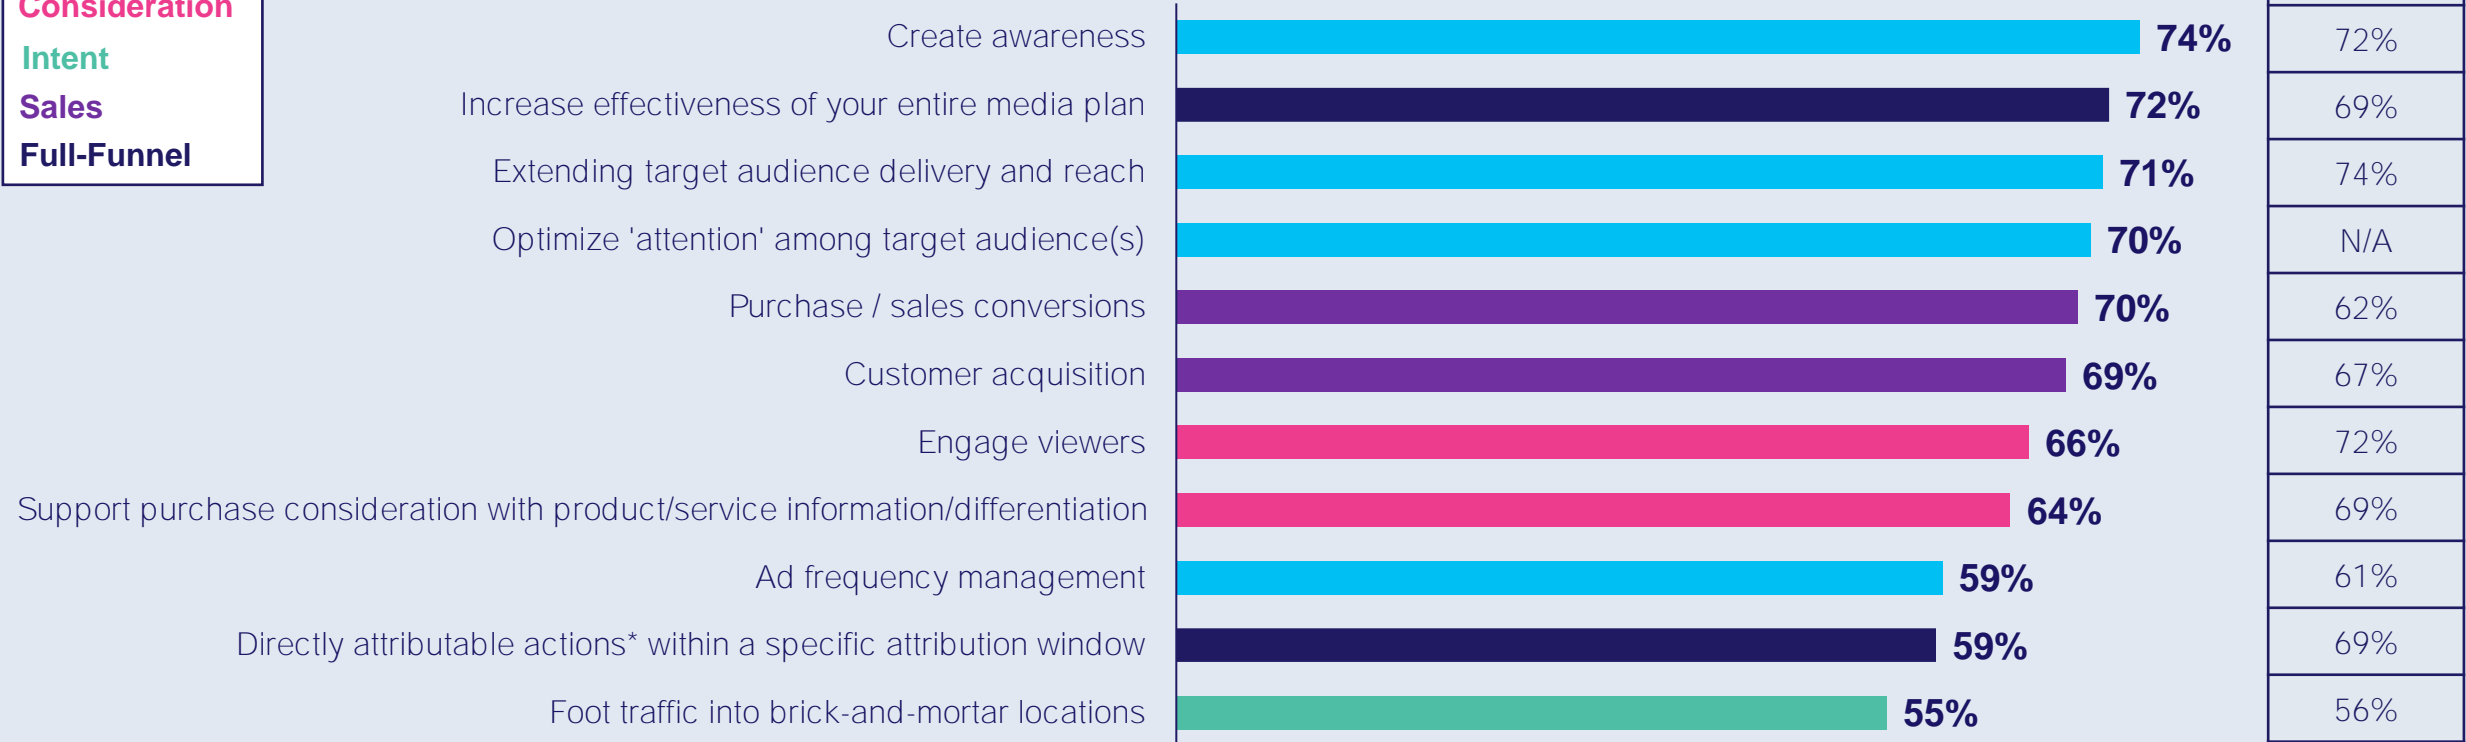 Consideration
Intent
Sales
Full-Funnel
Create awareness 74% 72%
Increase effectiveness of your entire media plan 72% 69%
Extending target audience delivery and reach 71% 74%
Optimize 'attention' among target audience(s) 70% N/A
Purchase / sales conversions 70% 62%
Customer acquisition 69% 67%
Engage viewers 66% 72%
Support purchase consideration with product/service information/differentiation 64% 69%
Ad frequency management 59% 61%
Directly attributable actions* within a specific attribution window 59% 69%
Foot traffic into brick-and-mortar locations 55% 56%